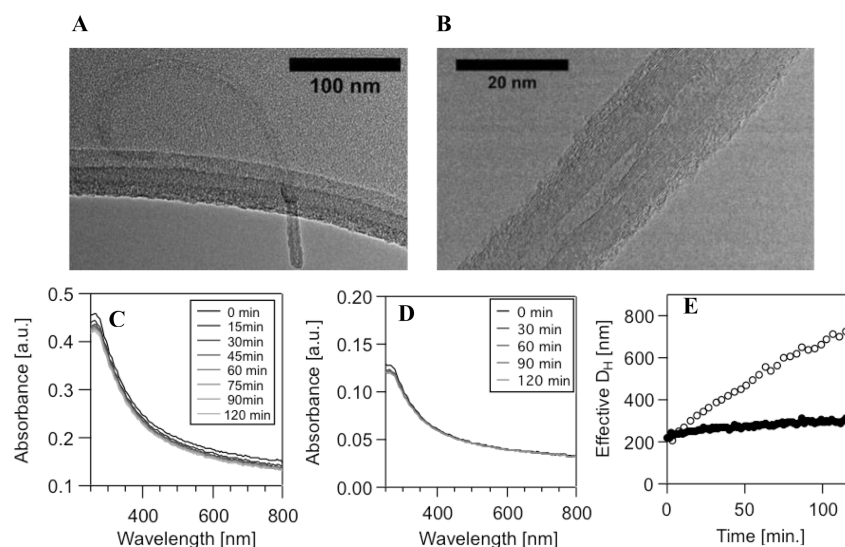 A
B
100 nm
20 nm
C
0.5
0.4
0.3
0.2
0.1
400
600
800
Wavelength [nm]
Absorbance [a.u.]
0 min
15min
30min
45min
60 min
75min
90min
120 min
D
0.20
0.15
0.10
0.05
0.00
400
600
800
Wavelength [nm]
Absorbance [a.u.]
0 min
30 min
60 min
90 min
120 min
E
800
600
400
200
0
0
50
100
Time [min.]
Effective DH [nm]